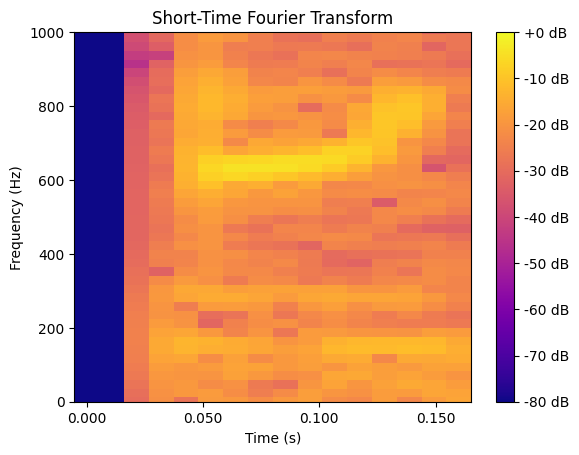 Short-Time Fourier Transform
1000
800
600
400
200
0
Frequency (Hz)
0.000
0.050
0.100
0.150
Time (s)
+0 dB
-10 dB
-20 dB
-30 dB
-40 dB
-50 dB
-60 dB
-70 dB
-80 dB